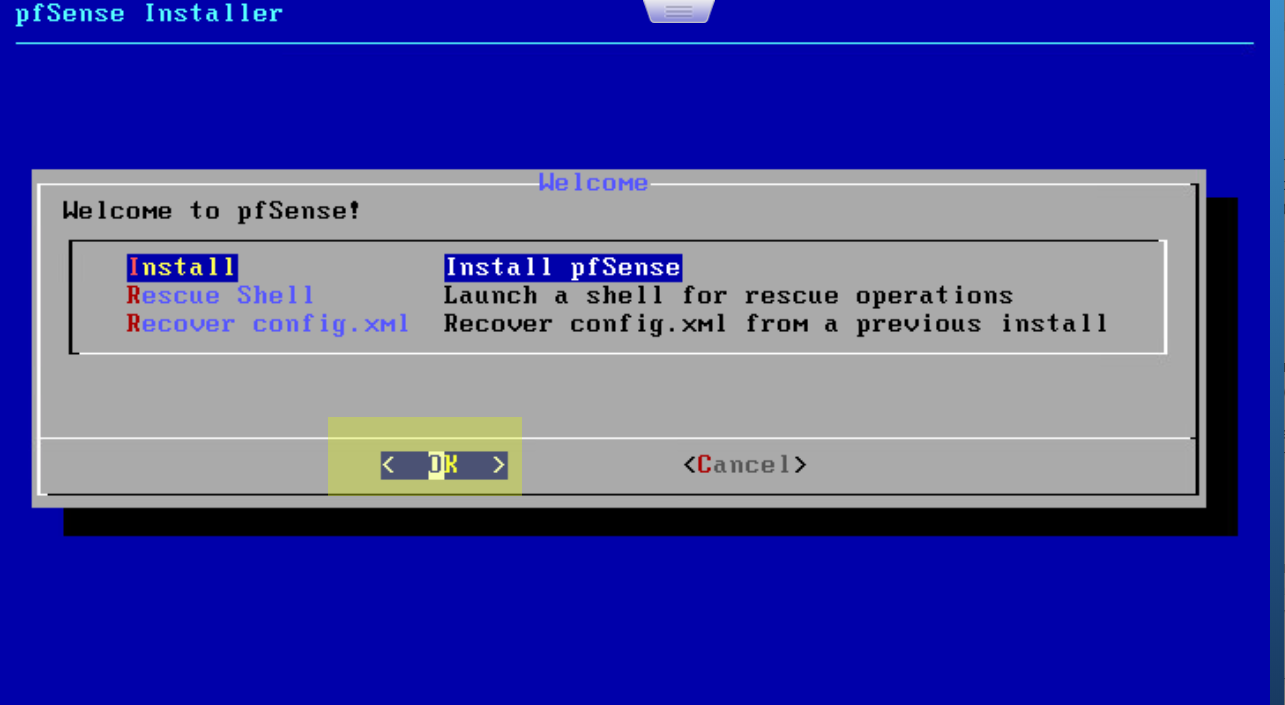 pfSense Installer
Welcome
Welcome to pfSense!
Install Install pfSense
Rescue Shell Launch a shell for rescue operations
Recover config.xml Recover config.xml from a previous install
< OK > <Cancel>